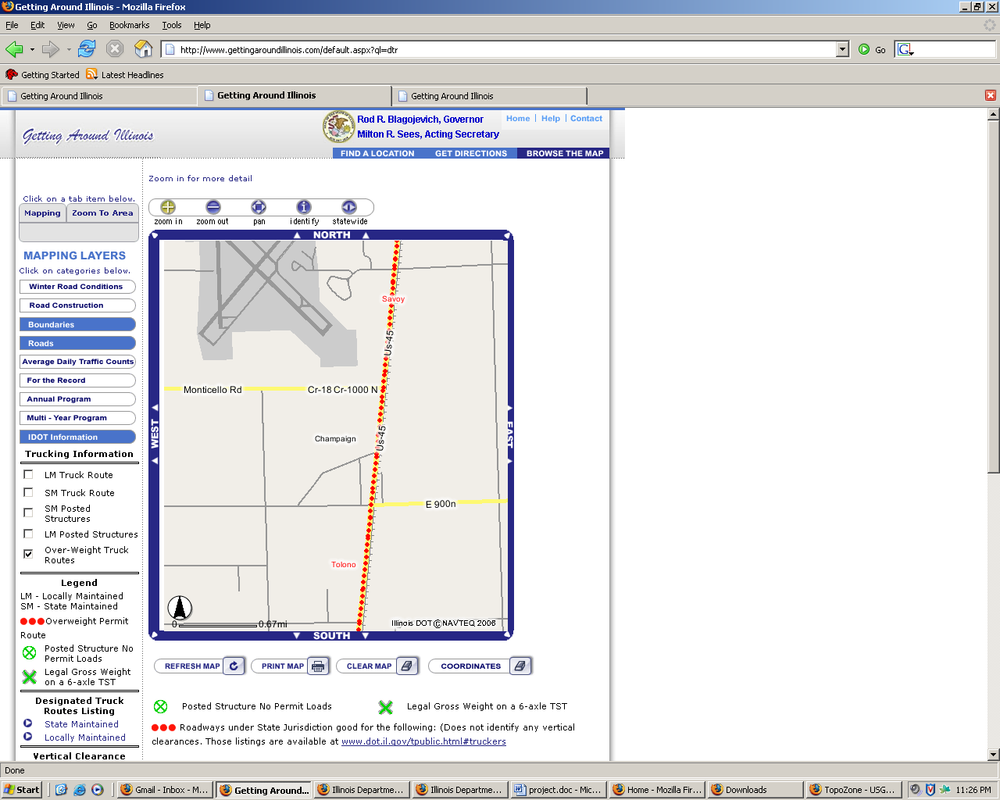 Getting Around Illinois - Mozilla Firefox
File Edit View Go Bookmarks Tools Help
http://www.gettingaroundillinois.com/default.aspx?ql=dtr
Go
G
Getting Started Latest Headlines
Getting Around Illinois
Getting Around Illinois
Getting Around Illinois
Getting Around Illinois
Rod R. Blagojevich, Governor
Milton R. Sees, Acting Secretary
Home | Help | Contact
FIND A LOCATION GET DIRECTIONS BROWSE THE MAP
Zoom in for more detail
zoom in zoom out pan identify statewide
Click on a tab item below.
Mapping Zoom To Area
MAPPING LAYERS
Click on categories below.
Winter Road Conditions
Road Construction
Boundaries
Roads
Average Daily Traffic Counts
For the Record
Annual Program
Multi - Year Program
IDOT Information
Trucking Information
LM Truck Route
SM Truck Route
SM Posted
Structures
LM Posted Structures
Over-Weight Truck
Routes
Legend
LM - Locally Maintained
SM - State Maintained
Overweight Permit
Route
Posted Structure No
Permit Loads
Legal Gross Weight
on a 6-axle TST
Designated Truck
Routes Listing
State Maintained
Locally Maintained
Vertical Clearance
NORTH
WEST
EAST
Savoy
Us-45
Monticello Rd
Cr-18 Cr-1000 N
Champaign
Us-45
E 900n
Tolono
0 0.67mi
Illinois DOT ©NAVTEQ 2006
SOUTH
REFRESH MAP PRINT MAP CLEAR MAP COORDINATES
Posted Structure No Permit Loads
Legal Gross Weight on a 6-axle TST
Roadways under State Jurisdiction good for the following: (Does not identify any vertical
clearances. Those listings are available at www.dot.il.gov/tpublic.html#truckers
Done
Start
Gmail - Inbox - M...
Getting Around...
Illinois Departme...
Illinois Departme...
project.doc - Mic...
Home - Mozilla Fir...
Downloads
TopoZone - USG...
11:26 PM